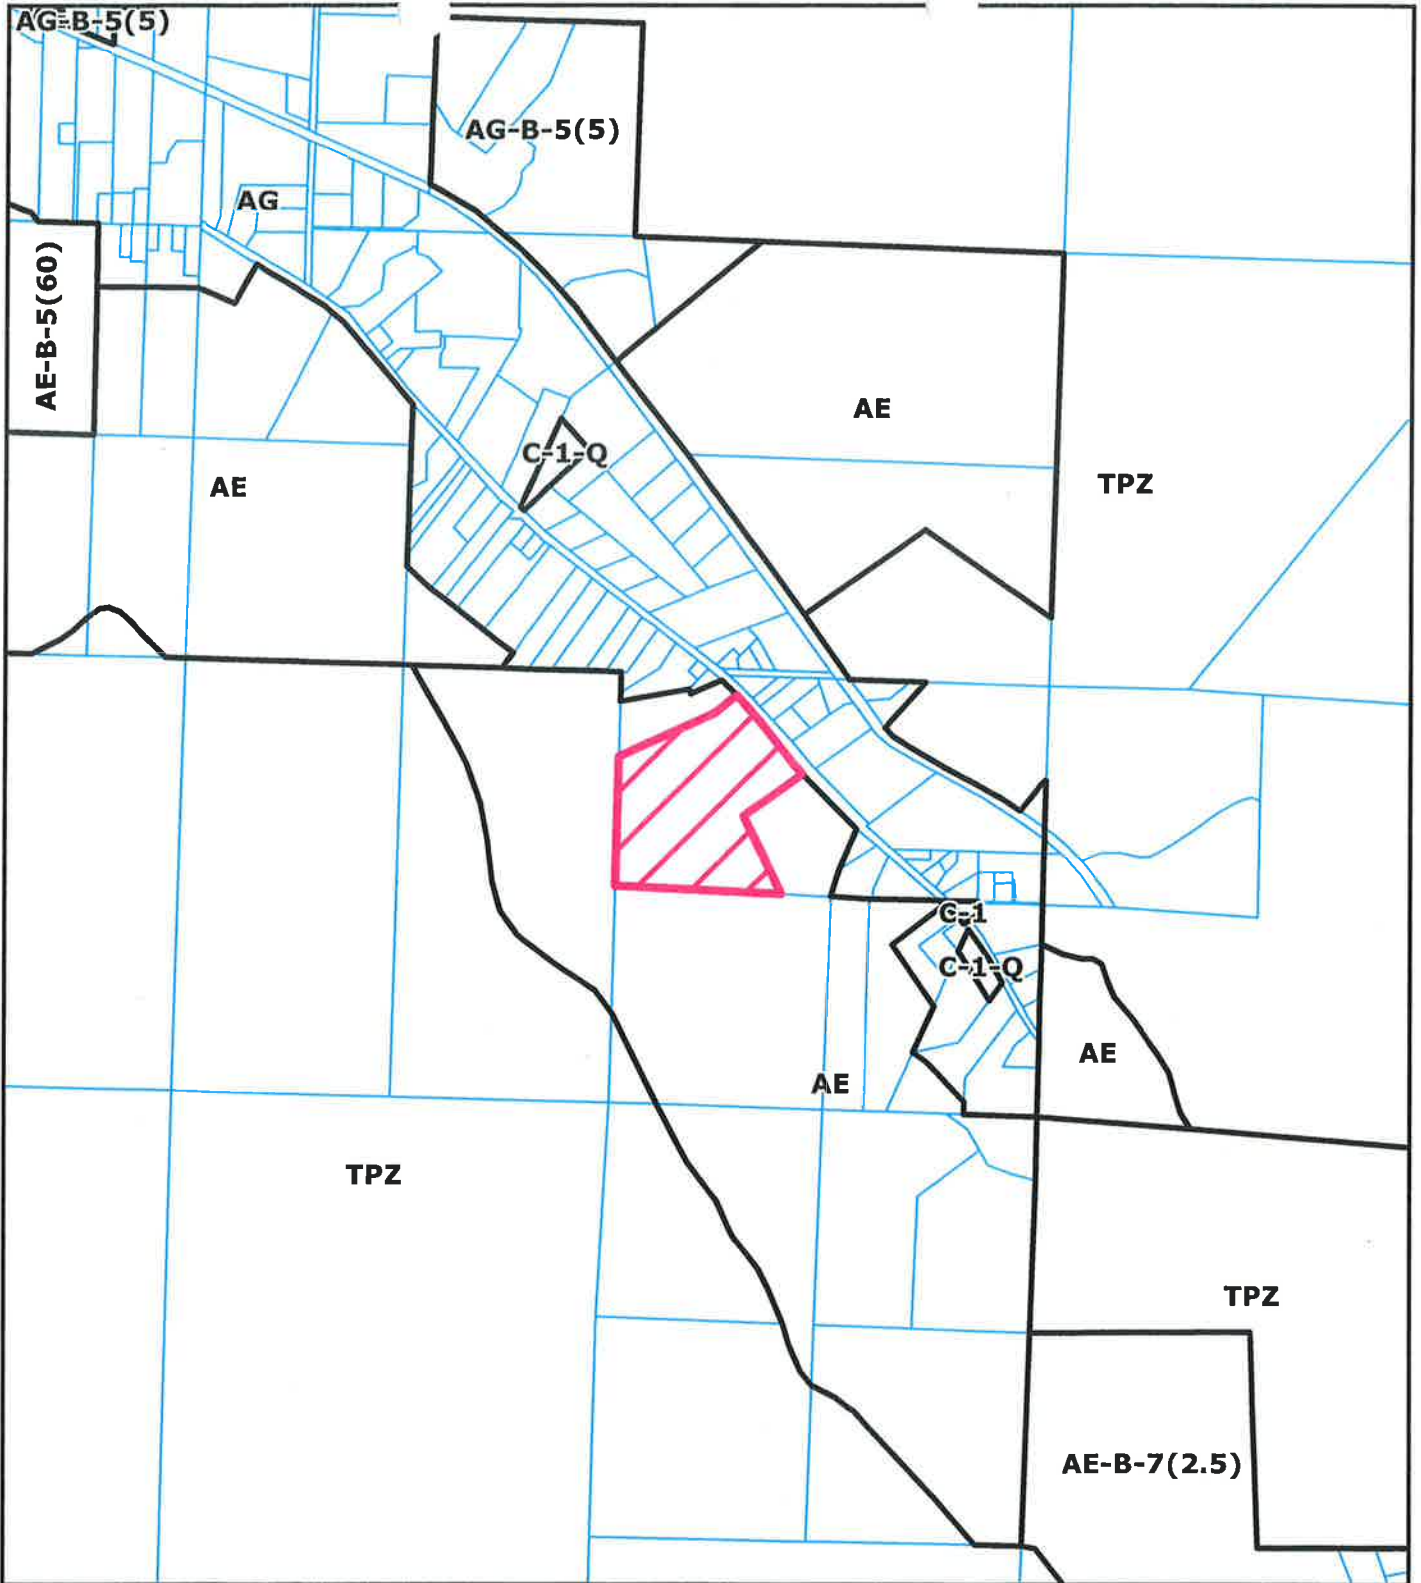 AG-B-5(5)
AG-B-5(5)
AG
AE-B-5(60)
AE
C-1-Q
AE
TPZ
C-1
C-1-Q
AE
AE
TPZ
TPZ
AE-B-7(2.5)